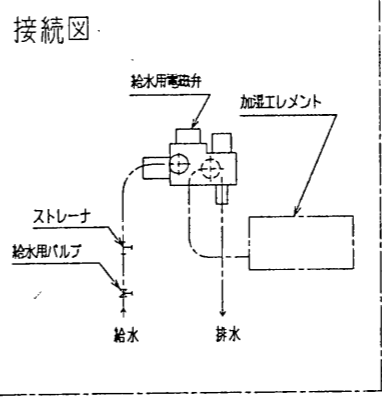 接続図
給水用電磁弁
加湿エレメント
ストレーナ
給水用バルブ
給水
排水